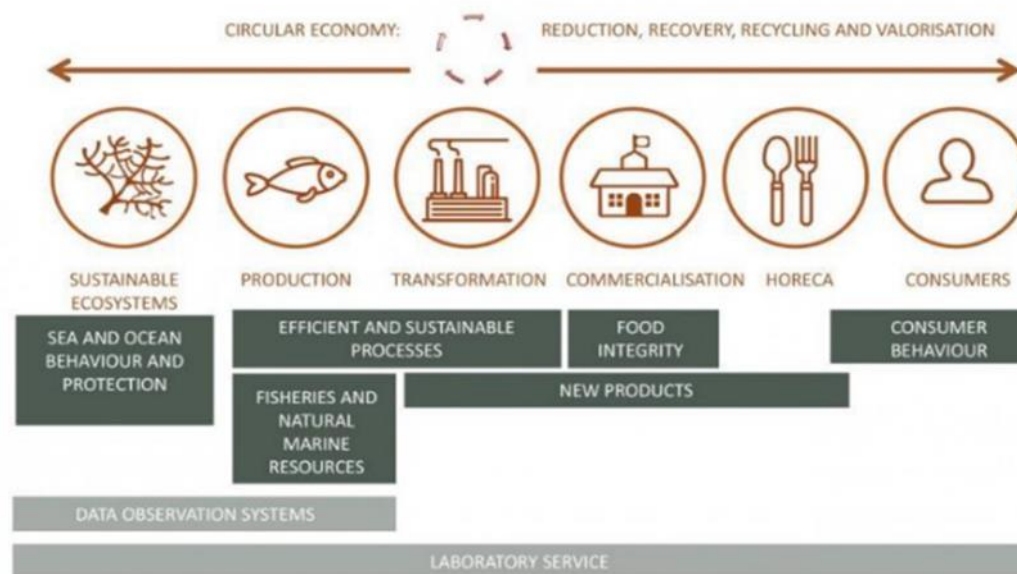 CIRCULAR ECONOMY:
REDUCTION, RECOVERY, RECYCLING AND VALORISATION
SUSTAINABLE
ECOSYSTEMS
PRODUCTION
TRANSFORMATION
COMMERCIALISATION
HORECA
CONSUMERS
SEA AND OCEAN
BEHAVIOUR AND
PROTECTION
EFFICIENT AND SUSTAINABLE
PROCESSES
FOOD
INTEGRITY
CONSUMER
BEHAVIOUR
FISHERIES AND
NATURAL
MARINE
RESOURCES
NEW PRODUCTS
DATA OBSERVATION SYSTEMS
LABORATORY SERVICE